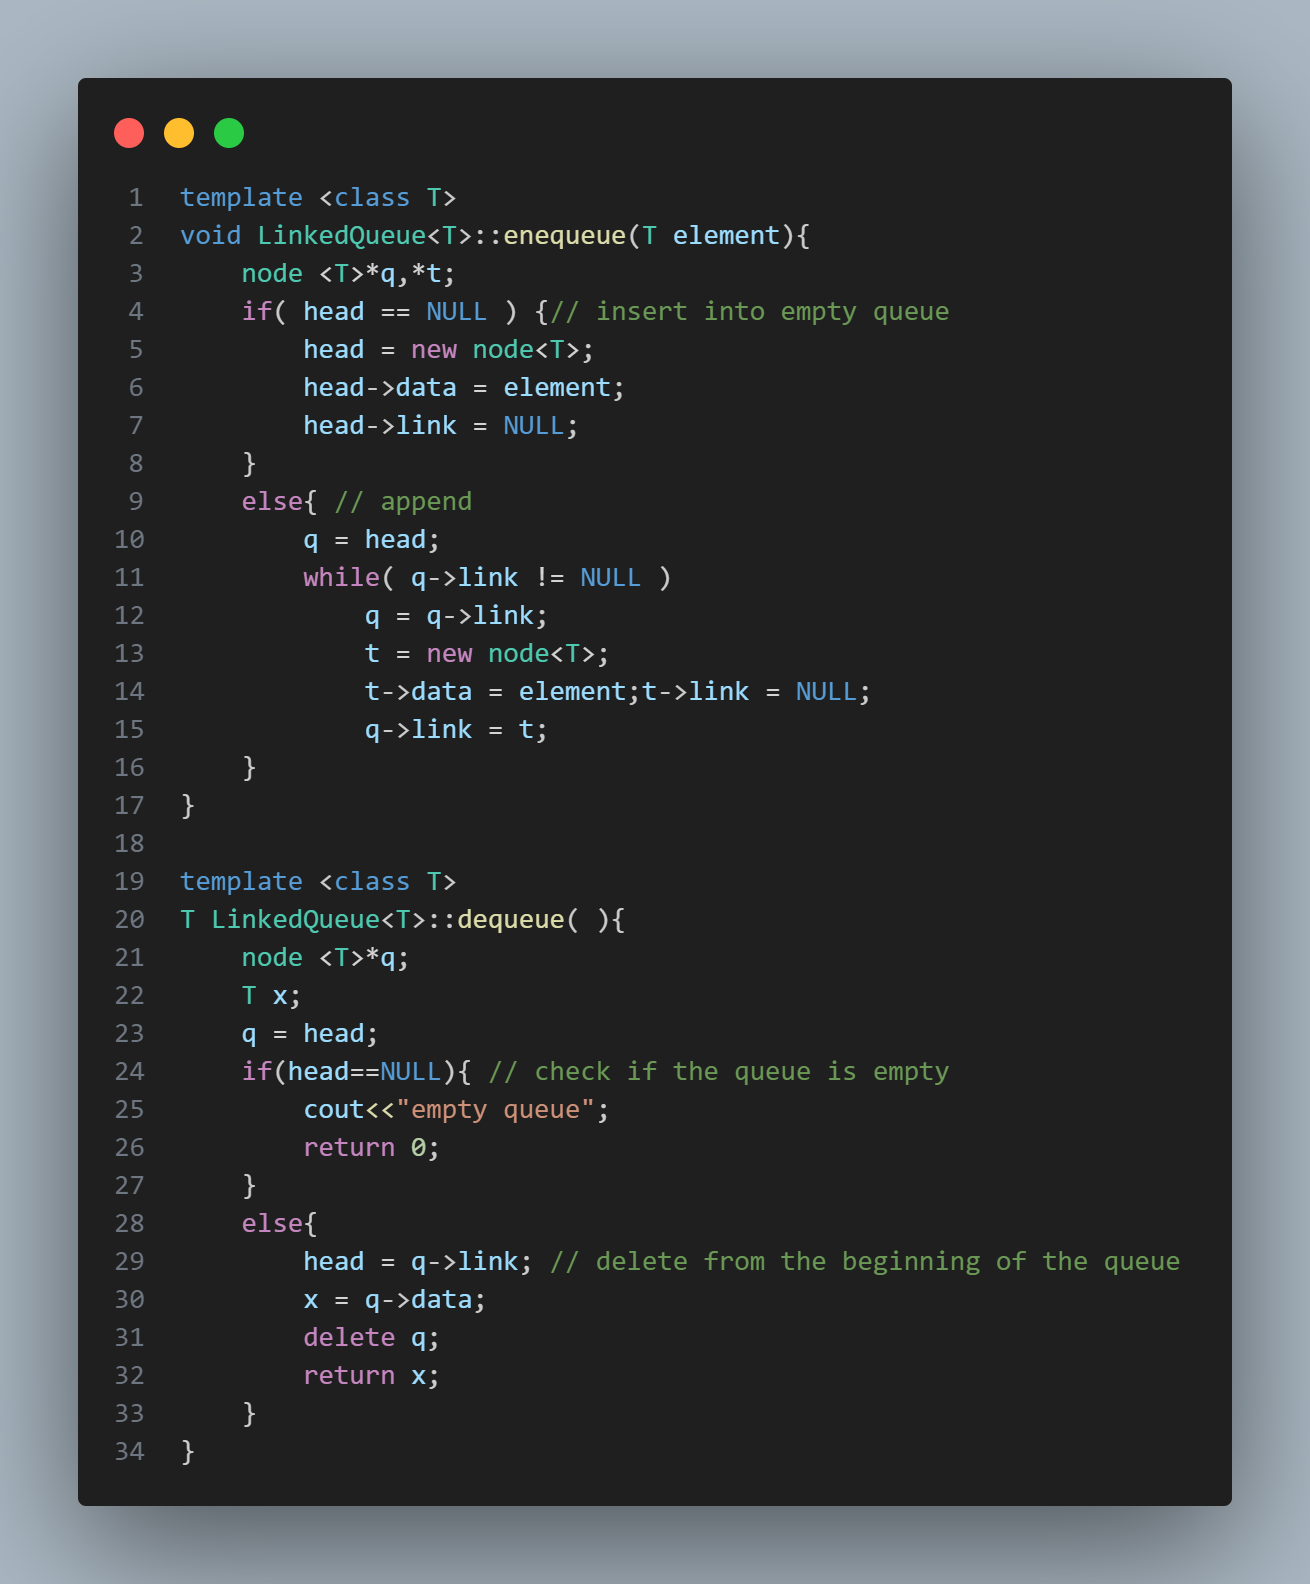 1 template <class T>
2 void LinkedQueue<T>::enequeue(T element){
3     node <T>*q,*t;
4     if( head == NULL ) {// insert into empty queue
5         head = new node<T>;
6         head->data = element;
7         head->link = NULL;
8     }
9     else{ // append
10         q = head;
11         while( q->link != NULL )
12             q = q->link;
13             t = new node<T>;
14             t->data = element;t->link = NULL;
15             q->link = t;
16     }
17 }
18
19 template <class T>
20 T LinkedQueue<T>::dequeue( ){
21     node <T>*q;
22     T x;
23     q = head;
24     if(head==NULL){ // check if the queue is empty
25         cout<<"empty queue";
26         return 0;
27     }
28     else{
29         head = q->link; // delete from the beginning of the queue
30         x = q->data;
31         delete q;
32         return x;
33     }
34 }